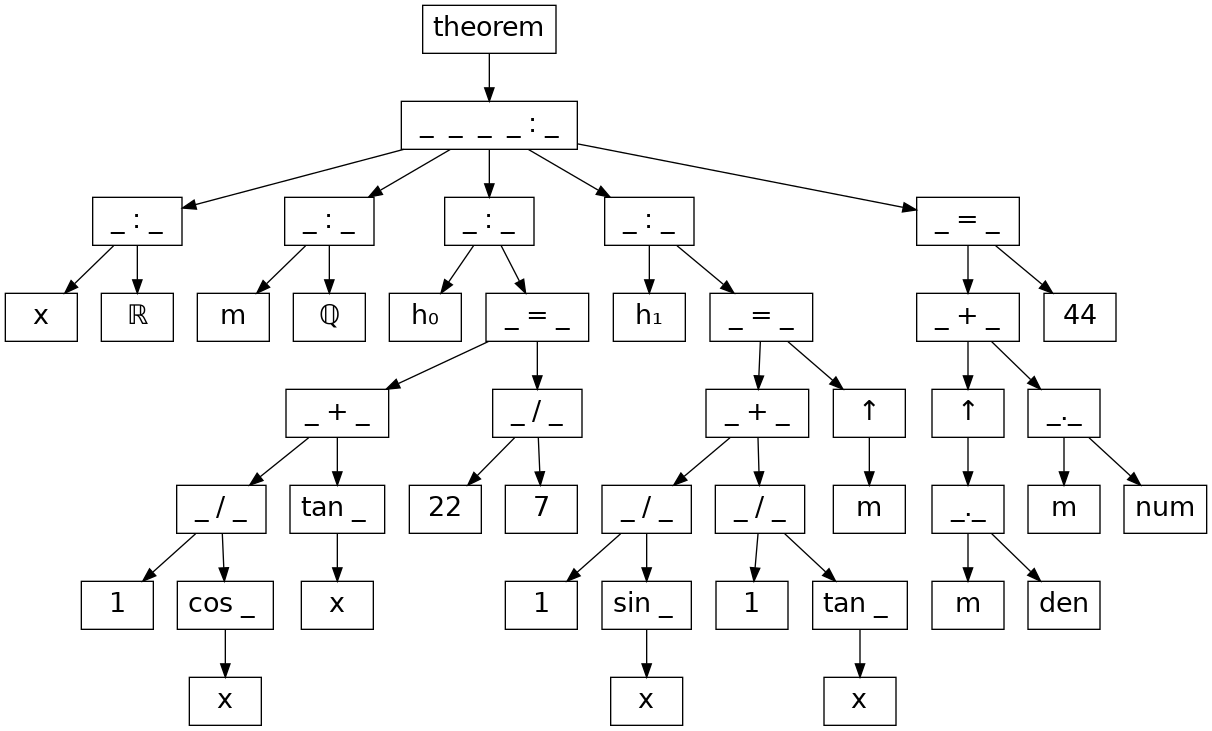 theorem
_ _ _ _ : _
_ : _ _ : _ _ : _ _ : _ _ = _
x ℝ m ℚ h₀ _ = _ h₁ _ = _ _ + _ 44
_ + _ _ / _ _ + _ ↑ ↑ _._
_ / _ tan _ 22 7 _ / _ _ / _ m _._ m num
1 cos _ x 1 sin _ 1 tan _ m den
x x x